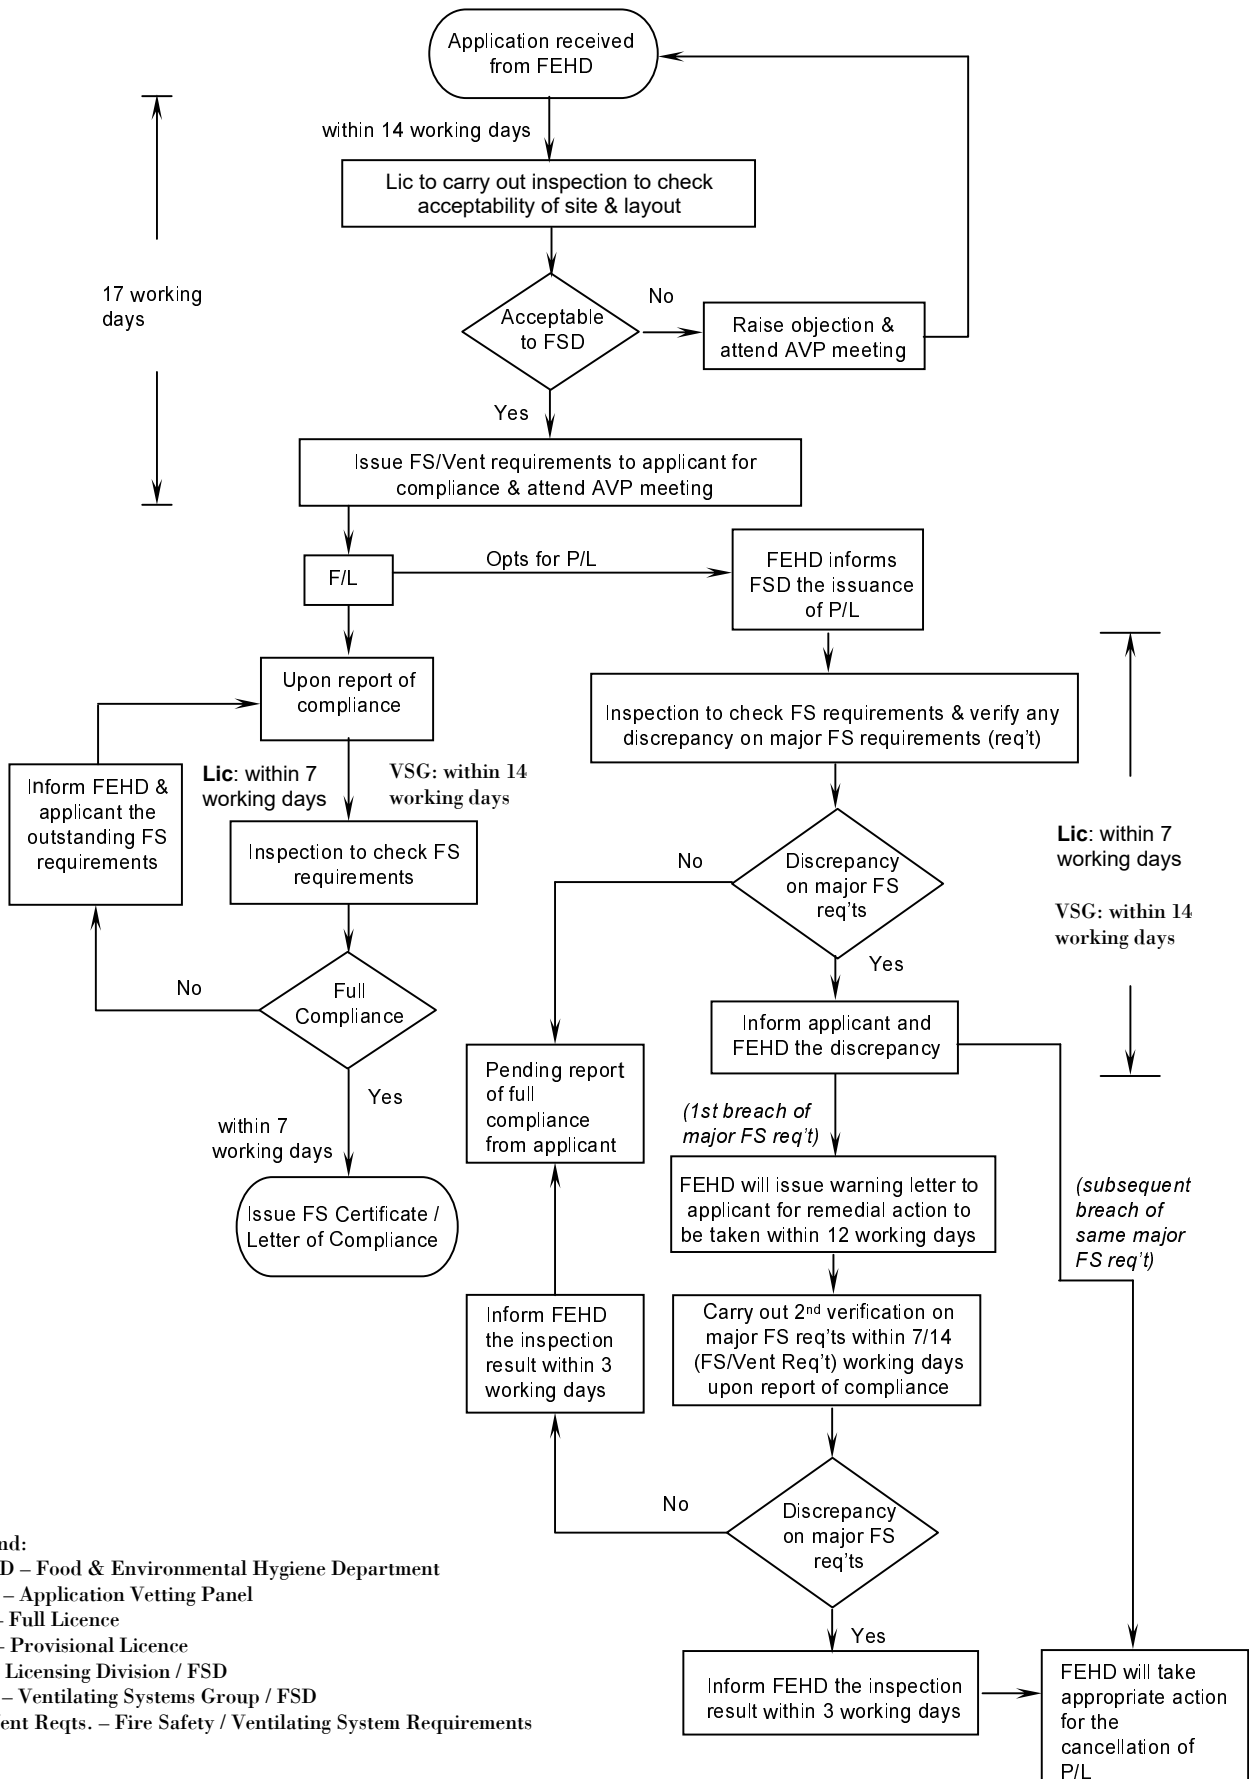 Application received
from FEHD
within 14 working days
Lic to carry out inspection to check
acceptability of site & layout
17 working
days
Acceptable
to FSD
No
Raise objection &
attend AVP meeting
Yes
Issue FS/Vent requirements to applicant for
compliance & attend AVP meeting
F/L
Opts for P/L
FEHD informs
FSD the issuance
of P/L
Upon report of
compliance
Inspection to check FS requirements & verify any
discrepancy on major FS requirements (req't)
Inform FEHD &
applicant the
outstanding FS
requirements
Lic: within 7
working days
VSG: within 14
working days
Inspection to check FS
requirements
Lic: within 7
working days
VSG: within 14
working days
No
Discrepancy
on major FS
req'ts
Yes
No
Full
Compliance
Inform applicant and
FEHD the discrepancy
Yes
Pending report
of full
compliance
from applicant
(1st breach of
major FS req't)
within 7
working days
FEHD will issue warning letter to
applicant for remedial action to
be taken within 12 working days
(subsequent
breach of
same major
FS req't)
Issue FS Certificate /
Letter of Compliance
Inform FEHD
the inspection
result within 3
working days
Carry out 2nd verification on
major FS req'ts within 7/14
(FS/Vent Req't) working days
upon report of compliance
No
Discrepancy
on major FS
req'ts
Yes
Inform FEHD the inspection
result within 3 working days
FEHD will take
appropriate action
for the
cancellation of
P/L
nd:
D – Food & Environmental Hygiene Department
– Application Vetting Panel
– Full Licence
– Provisional Licence
Licensing Division / FSD
– Ventilating Systems Group / FSD
ent Reqts. – Fire Safety / Ventilating System Requirements